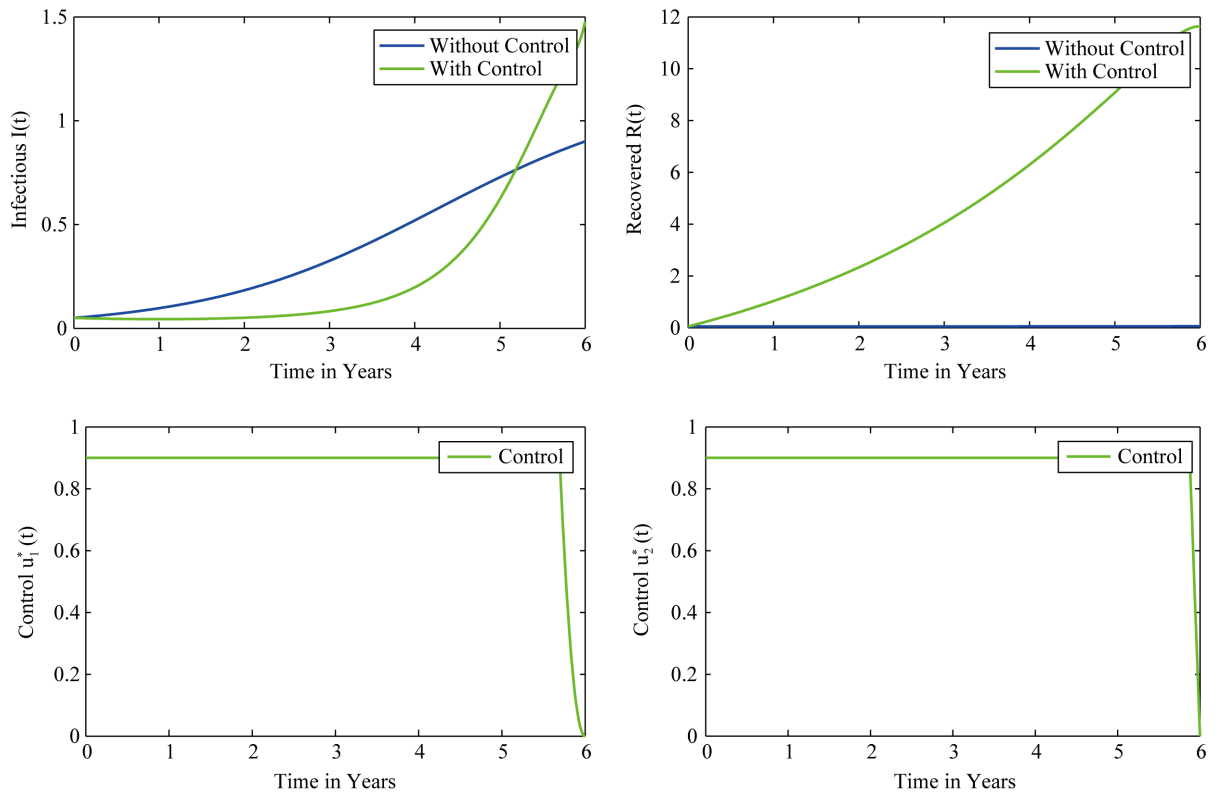 1.5
1
0.5
0
Infectious I(t)
Without Control
With Control
0 1 2 3 4 5 6
Time in Years
12
10
8
6
4
2
0
Recovered R(t)
Without Control
With Control
0 1 2 3 4 5 6
Time in Years
1
0.8
0.6
0.4
0.2
0
Control u₁*(t)
Control
0 1 2 3 4 5 6
Time in Years
1
0.8
0.6
0.4
0.2
0
Control u₂*(t)
Control
0 1 2 3 4 5 6
Time in Years